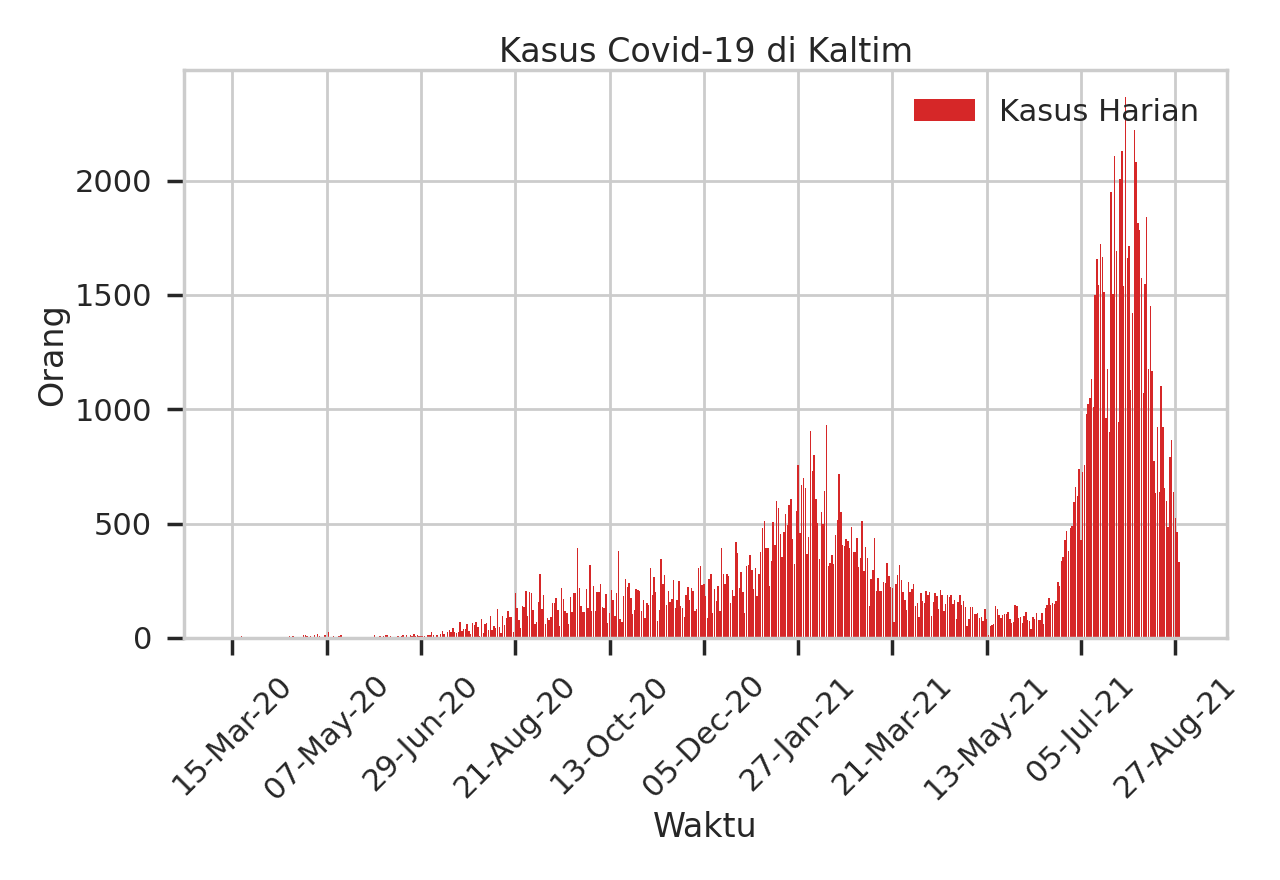 Kasus Covid-19 di Kaltim
Kasus Harian
Orang
2000
1500
1000
500
0
15-Mar-20
07-May-20
29-Jun-20
21-Aug-20
13-Oct-20
05-Dec-20
27-Jan-21
21-Mar-21
13-May-21
05-Jul-21
27-Aug-21
Waktu